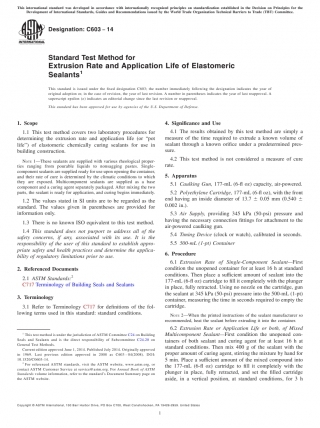 This international standard was developed in accordance with internationally recognized principles on standardization established in the Decision on Principles for the
Development of International Standards, Guides and Recommendations issued by the World Trade Organization Technical Barriers to Trade (TBT) Committee.
INTERNATIONAL
Designation: C603 − 14
Standard Test Method for
Extrusion Rate and Application Life of Elastomeric
Sealants1
This standard is issued under the fixed designation C603; the number immediately following the designation indicates the year of
original adoption or, in the case of revision, the year of last revision. A number in parentheses indicates the year of last reapproval. A
superscript epsilon (ε) indicates an editorial change since the last revision or reapproval.
This standard has been approved for use by agencies of the U.S. Department of Defense.
1. Scope
1.1 This test method covers two laboratory procedures for
determining the extrusion rate and application life (or “pot
life”) of elastomeric chemically curing sealants for use in
building construction.
NOTE 1—These sealants are supplied with various rheological proper-
ties ranging from pourable liquids to nonsagging pastes. Single-
component sealants are supplied ready for use upon opening the container,
and their rate of cure is determined by the climatic conditions to which
they are exposed. Multicomponent sealants are supplied as a base
component and a curing agent separately packaged. After mixing the two
parts, the sealant is ready for application, and curing begins immediately.
1.2 The values stated in SI units are to be regarded as the
standard. The values given in parentheses are provided for
information only.
1.3 There is no known ISO equivalent to this test method.
1.4 This standard does not purport to address all of the
safety concerns, if any, associated with its use. It is the
responsibility of the user of this standard to establish appro-
priate safety and health practices and determine the applica-
bility of regulatory limitations prior to use.
2. Referenced Documents
2.1 ASTM Standards:2
C717 Terminology of Building Seals and Sealants
3. Terminology
3.1 Refer to Terminology C717 for definitions of the fol-
lowing terms used in this standard: standard conditions.
1 This test method is under the jurisdiction of ASTM Committee C24 on Building
Seals and Sealants and is the direct responsibility of Subcommittee C24.20 on
General Test Methods.
Current edition approved June 1, 2014. Published July 2014. Originally approved
in 1969. Last previous edition approved in
DOI:
2 For referenced ASTM standards, visit the ASTM website, www.astm.org, or
contact ASTM Customer Service at service@astm.org. For Annual Book of ASTM
Standards volume information, refer to the standard’s Document Summary page on
the ASTM website.
4. Significance and Use
4.1 The results obtained by this test method are simply a
measure of the time required to extrude a known volume of
sealant through a known orifice under a predetermined pres-
sure.
4.2 This test method is not considered a measure of cure
rate.
5. Apparatus
5.1 Caulking Gun, 177-mL (6-fl oz) capacity, air-powered.
5.2 Polyethylene Cartridge, 177-mL (6-fl oz), with the front
end having an inside diameter of 13.7 ± 0.05 mm (0.540 ±
0.002 in.).
5.3 Air Supply, providing 345 kPa (50-psi) pressure and
having the necessary connection fittings for attachment to the
air-powered caulking gun.
5.4 Timing Device (clock or watch), calibrated in seconds.
5.5 500-mL (1-pt) Container
6. Procedure
6.1 Extrusion Rate of Single-Component Sealant—First
condition the unopened container for at least 16 h at standard
conditions. Then place a sufficient amount of sealant into the
177-mL (6-fl oz) cartridge to fill it completely with the plunger
in place, fully retracted. Using no nozzle on the cartridge, gun
the sealant at 345 kPa (50-psi) pressure into the 500-mL (1-pt)
container, measuring the time in seconds required to empty the
cartridge.
NOTE 2—When the printed instructions of the sealant manufacturer so
recommend, heat the sealant before extruding it into the container.
6.2 Extrusion Rate or Application Life or both, of Mixed
Multicomponent Sealant—First condition the unopened con-
tainers of both sealant and curing agent for at least 16 h at
standard conditions. Then mix 400 g of the sealant with the
proper amount of curing agent, stirring the mixture by hand for
5 min. Place a sufficient amount of the mixed compound into
the 177-mL (6-fl oz) cartridge to fill it completely with the
plunger in place, fully retracted, and set the filled cartridge
aside, in a vertical position, at standard conditions, for 3 h
Copyright © ASTM International, 100 Barr Harbor Drive, PO Box C700, West Conshohocken, PA 19428-2959. United States
1